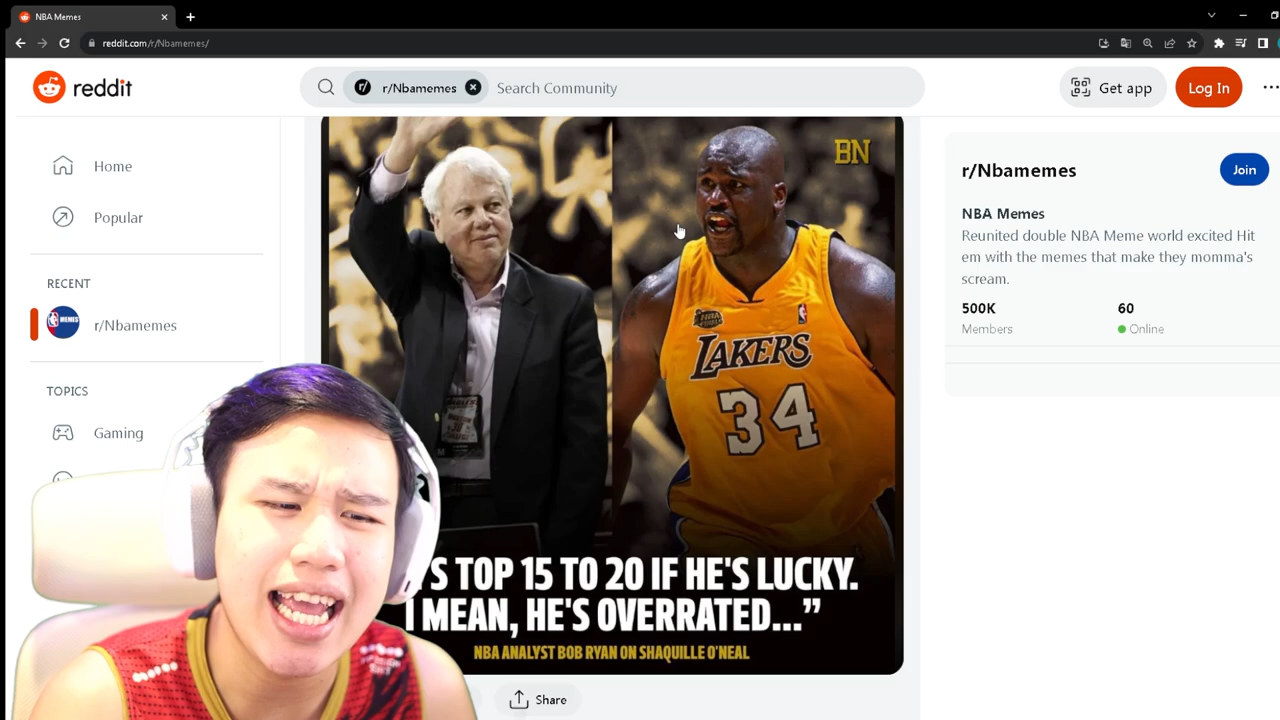 NBA Memes
reddit.com/r/Nbamemes/
reddit
r/Nbamemes
Search Community
Get app
Log In
Home
Popular
RECENT
r/Nbamemes
TOPICS
Gaming
BN
LAKERS
34
'S TOP 15 TO 20 IF HE'S LUCKY.
I MEAN, HE'S OVERRATED..."
NBA ANALYST BOB RYAN ON SHAQUILLE O'NEAL
Share
r/Nbamemes
Join
NBA Memes
Reunited double NBA Meme world excited Hit
em with the memes that make they momma's
scream.
500K
60
Members
Online